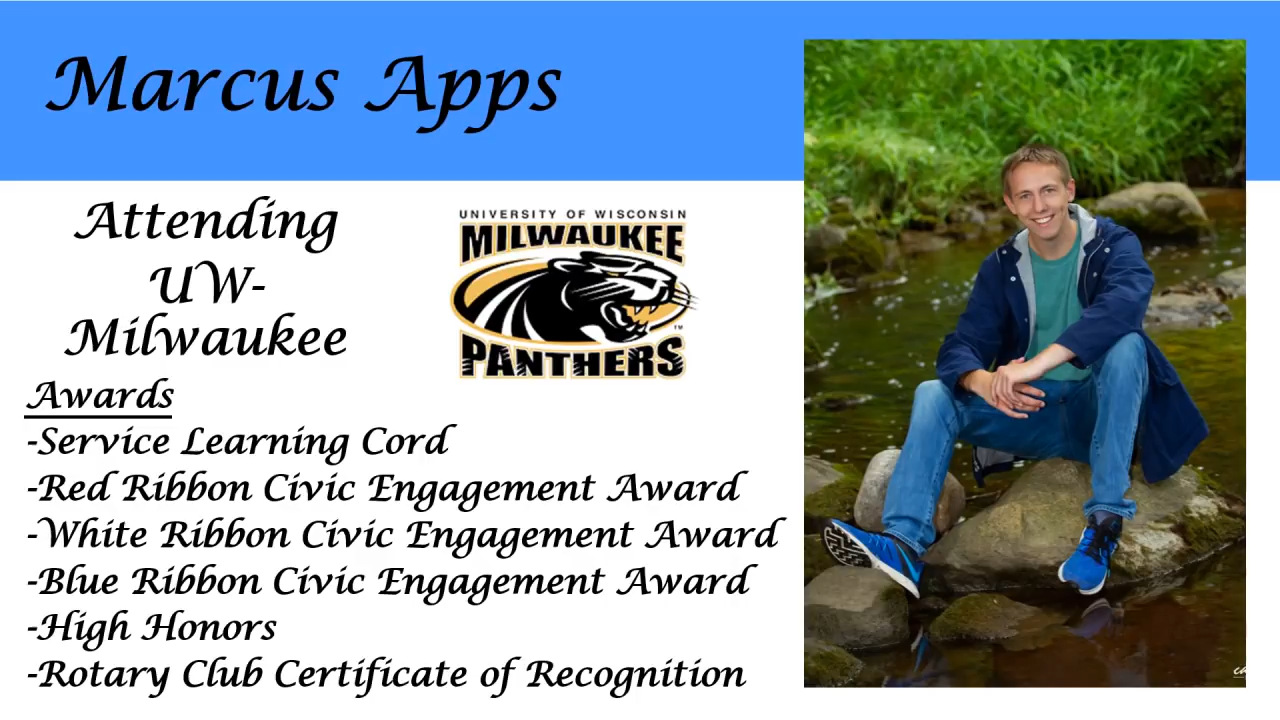 Marcus Apps
Attending
UW-
Milwaukee
UNIVERSITY OF WISCONSIN
MILWAUKEE
PANTHERS
TM
Awards
-Service Learning Cord
-Red Ribbon Civic Engagement Award
-White Ribbon Civic Engagement Award
-Blue Ribbon Civic Engagement Award
-High Honors
-Rotary Club Certificate of Recognition